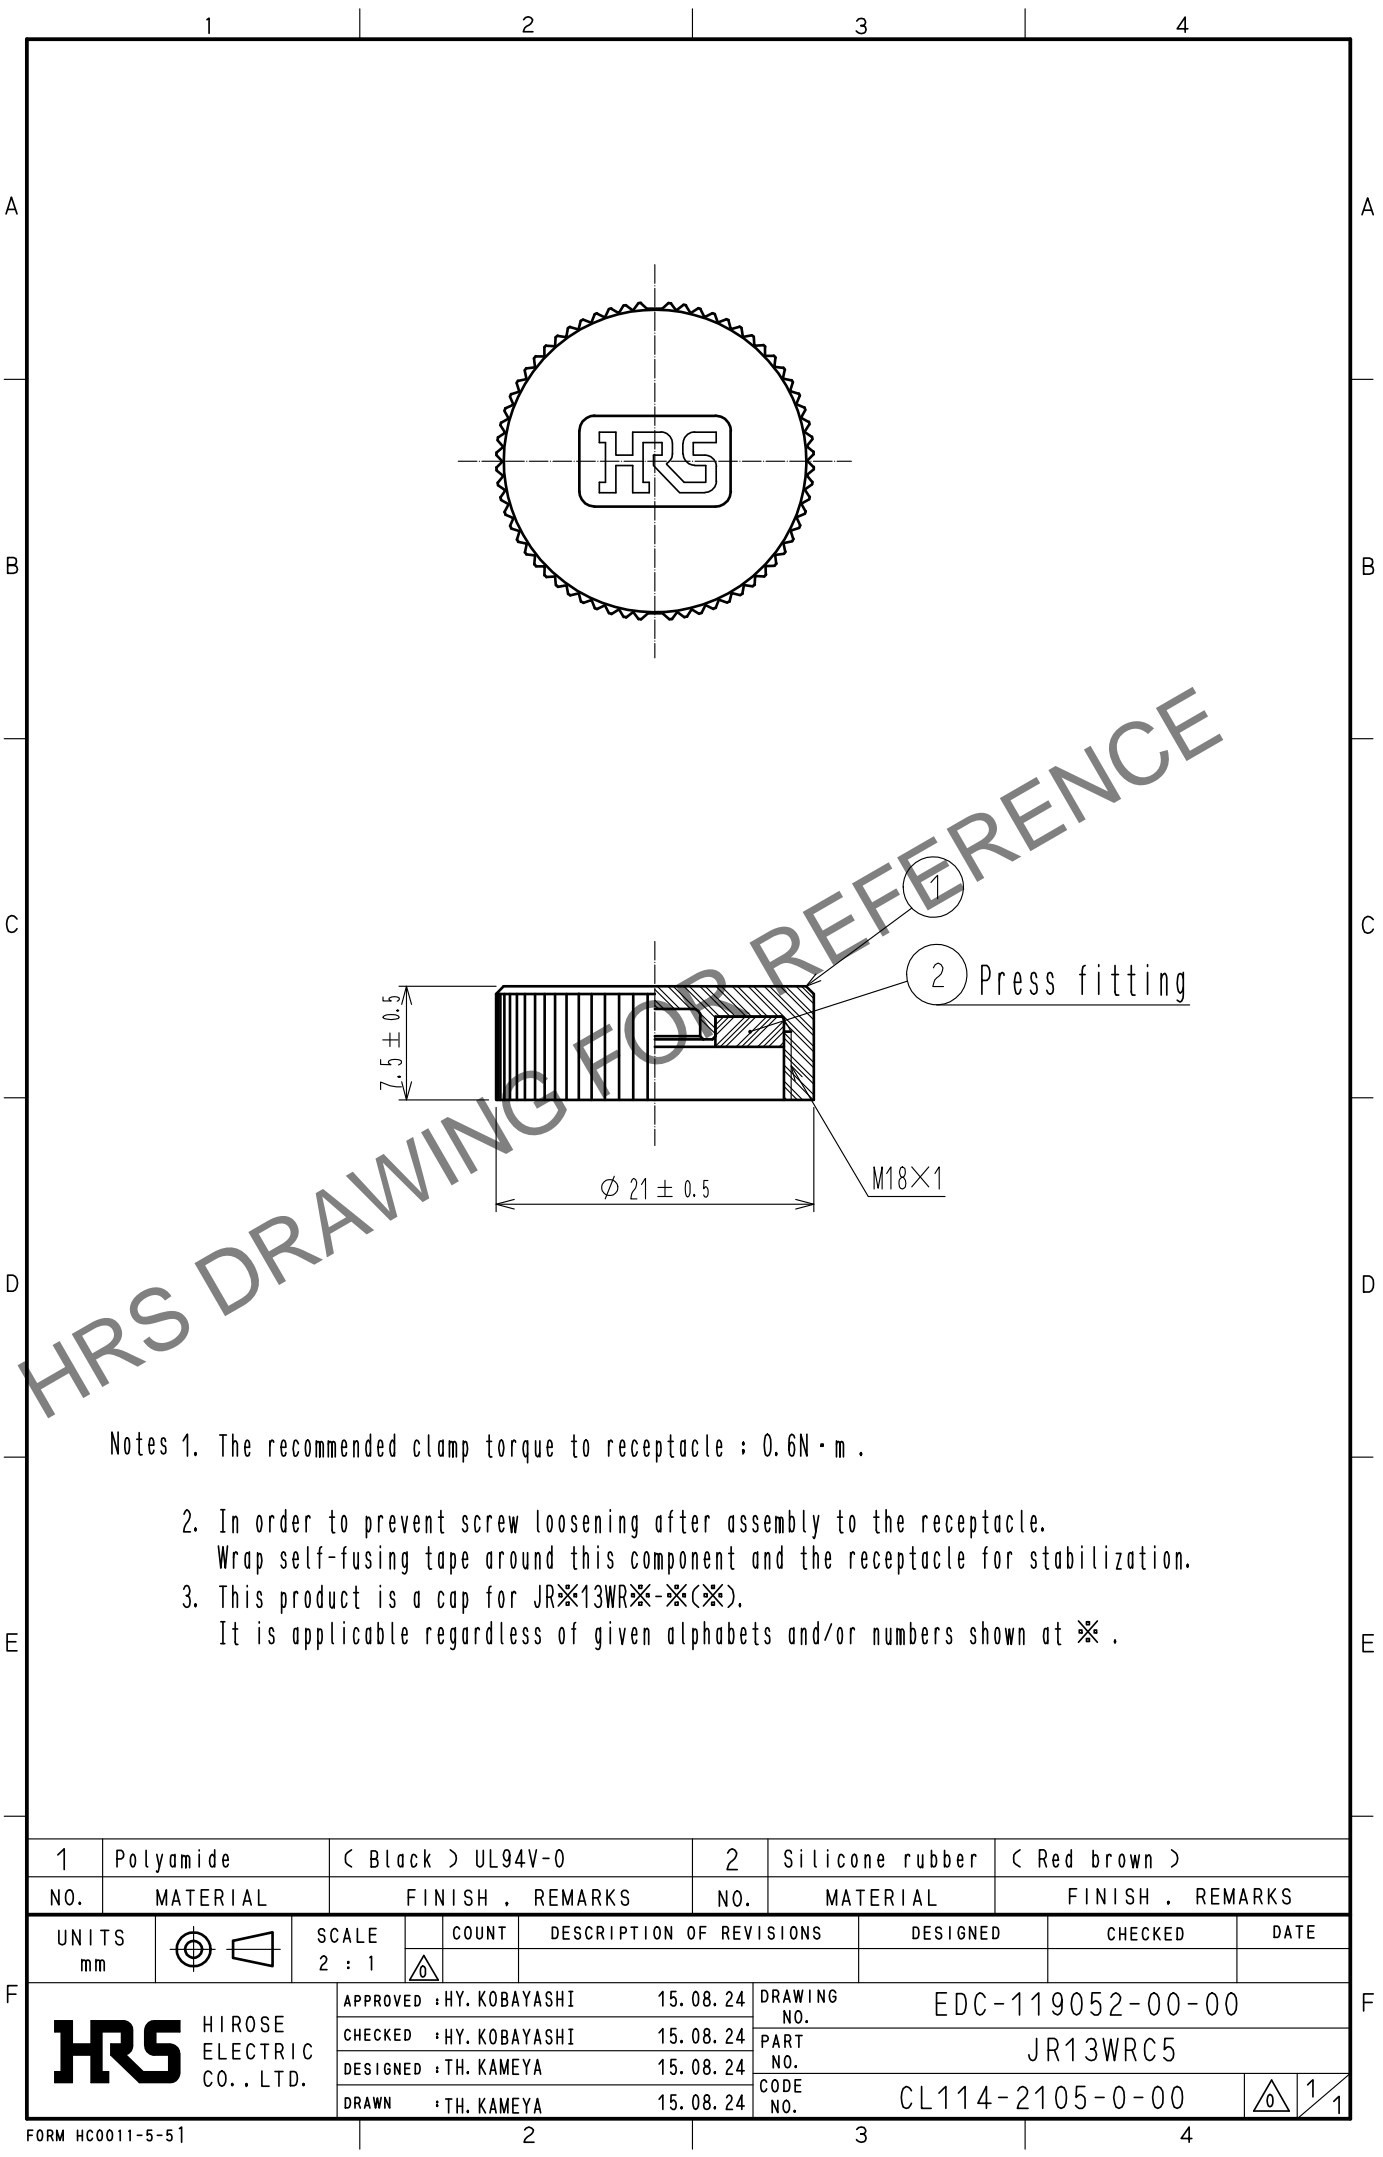 1 2 3 4
A A
HRS
B B
C C
1
2 Press fitting
7.5±0.5
M18×1
Ø 21±0.5
HRS DRAWING FOR REFERENCE
D D
Notes 1. The recommended clamp torque to receptacle : 0.6N・m .
2. In order to prevent screw loosening after assembly to the receptacle.
Wrap self-fusing tape around this component and the receptacle for stabilization.
3. This product is a cap for JR※13WR※-※(※).
It is applicable regardless of given alphabets and/or numbers shown at ※ .
E E
1 Polyamide ( Black ) UL94V-0 2 Silicone rubber ( Red brown )
NO. MATERIAL FINISH , REMARKS NO. MATERIAL FINISH , REMARKS
UNITS mm SCALE 2 : 1 COUNT DESCRIPTION OF REVISIONS DESIGNED CHECKED DATE
0
F F
HRS HIROSE ELECTRIC CO.,LTD.
APPROVED :HY.KOBAYASHI 15.08.24 DRAWING NO. EDC-119052-00-00
CHECKED :HY.KOBAYASHI 15.08.24 PART NO. JR13WRC5
DESIGNED :TH.KAMEYA 15.08.24
DRAWN :TH.KAMEYA 15.08.24 CODE NO. CL114-2105-0-00 0 1/1
FORM HC0011-5-5 1 2 3 4